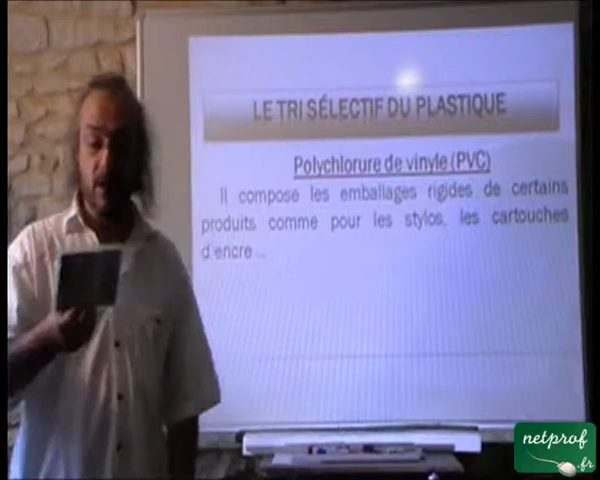 LE TRI SÉLECTIF DU PLASTIQUE
Polychlorure de vinyle (PVC)
Il compose les emballages rigides de certains
produits comme pour les stylos, les cartouches
d'encre ...
netprof
.fr